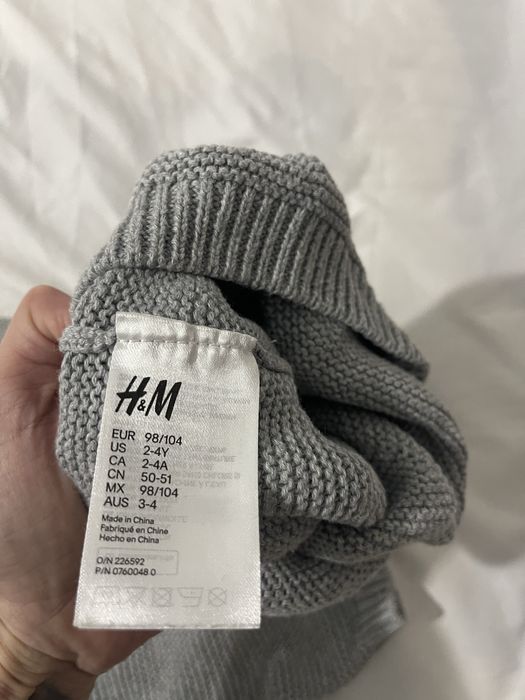 H&M
EUR 98/104
US 2-4Y
CA 2-4A
CN 50-51
MX 98/104
AUS 3-4
Made in China
Fabriqué en Chine
Hecho en China
O/N 226592
P/N 0760048 0